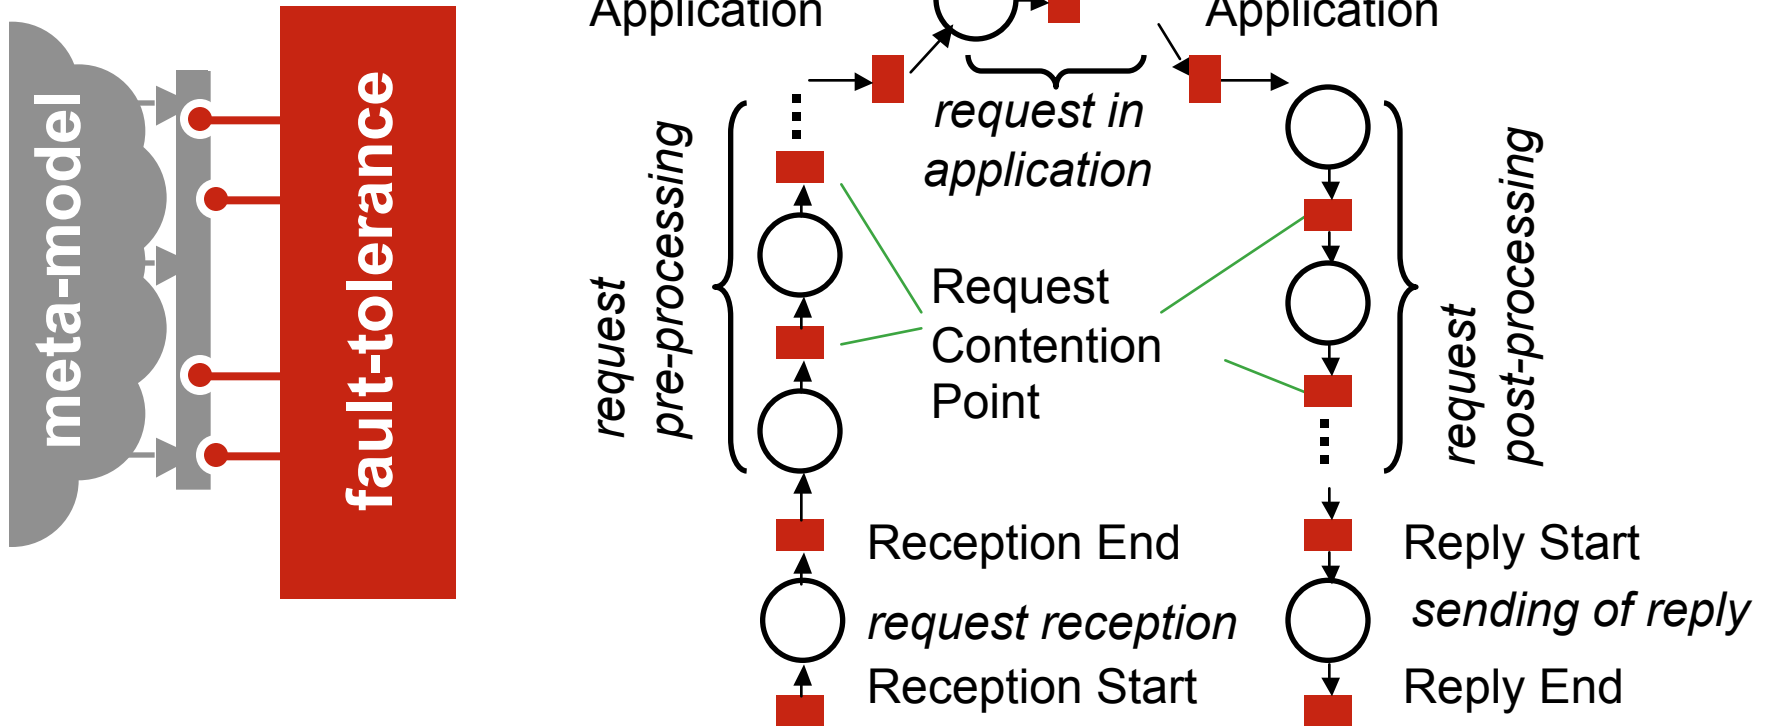 meta-model
fault-tolerance
Application
Application
request in
application
request
pre-processing
Request
Contention
Point
request
post-processing
Reception End
request reception
Reception Start
Reply Start
sending of reply
Reply End